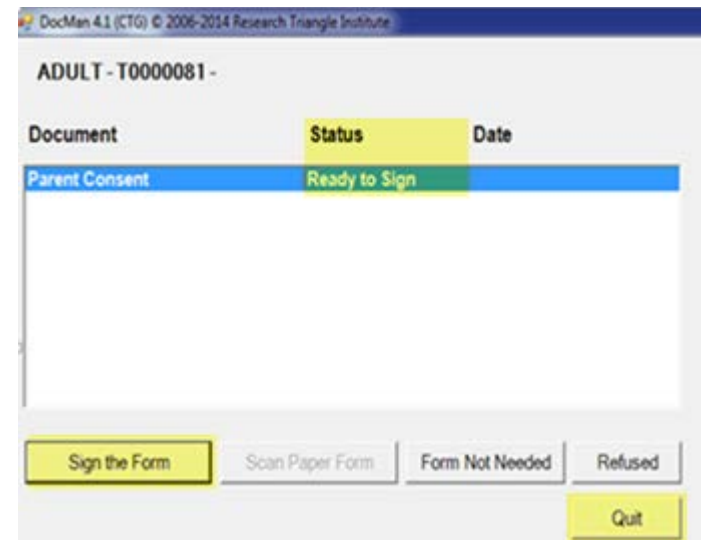 DocMan 4.1 (CTG) © 2006-2014 Research Triangle Institute
ADULT - T0000081 -
Document Status Date
Parent Consent Ready to Sign
Sign the Form Scan Paper Form Form Not Needed Refused
Quit